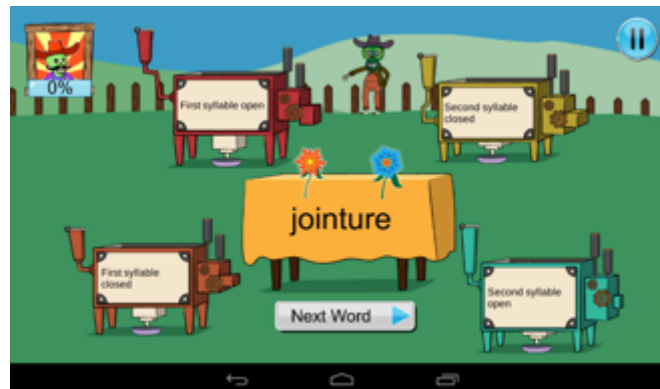 0%
First syllable open
Second syllable
closed
jointure
First syllable
closed
Second syllable
open
Next Word